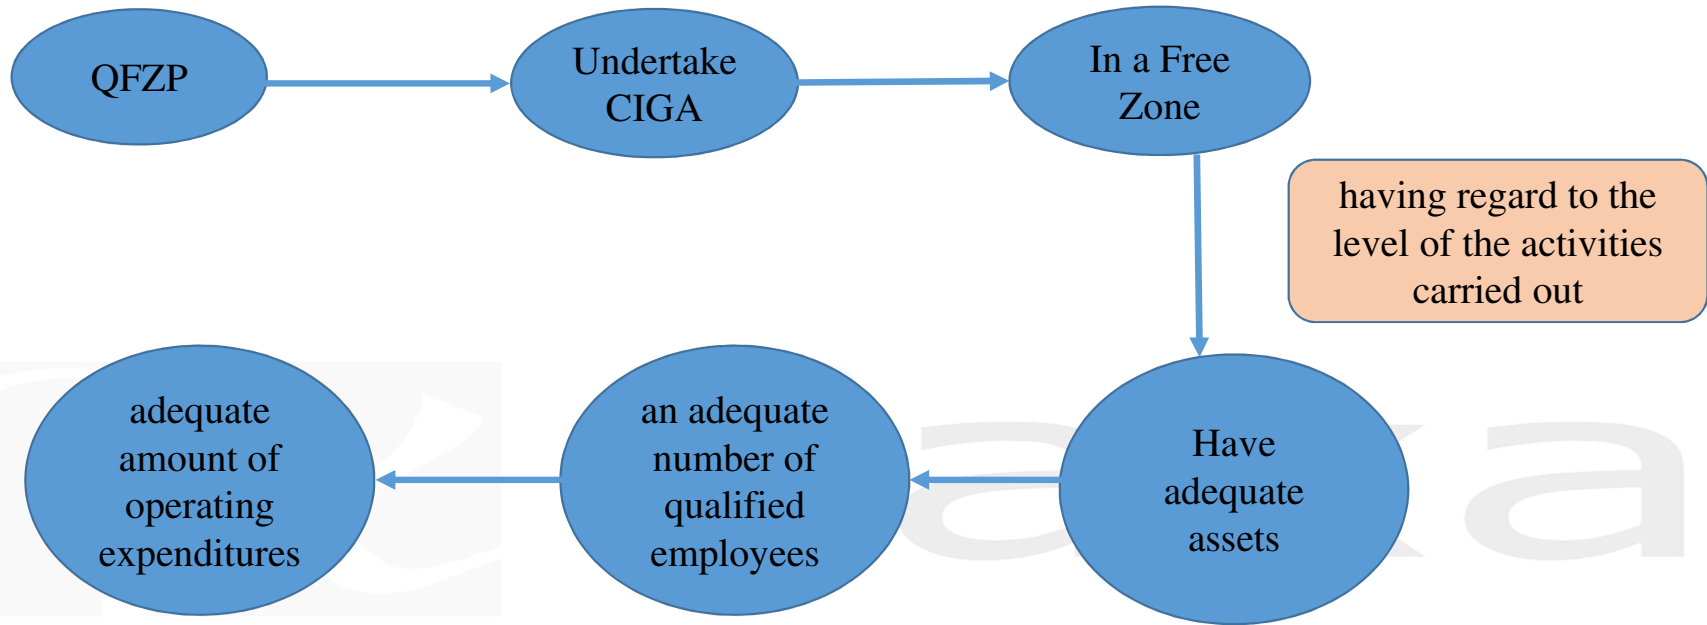 QFZP
Undertake
CIGA
In a Free
Zone
having regard to the
level of the activities
carried out
adequate
amount of
operating
expenditures
an adequate
number of
qualified
employees
Have
adequate
assets